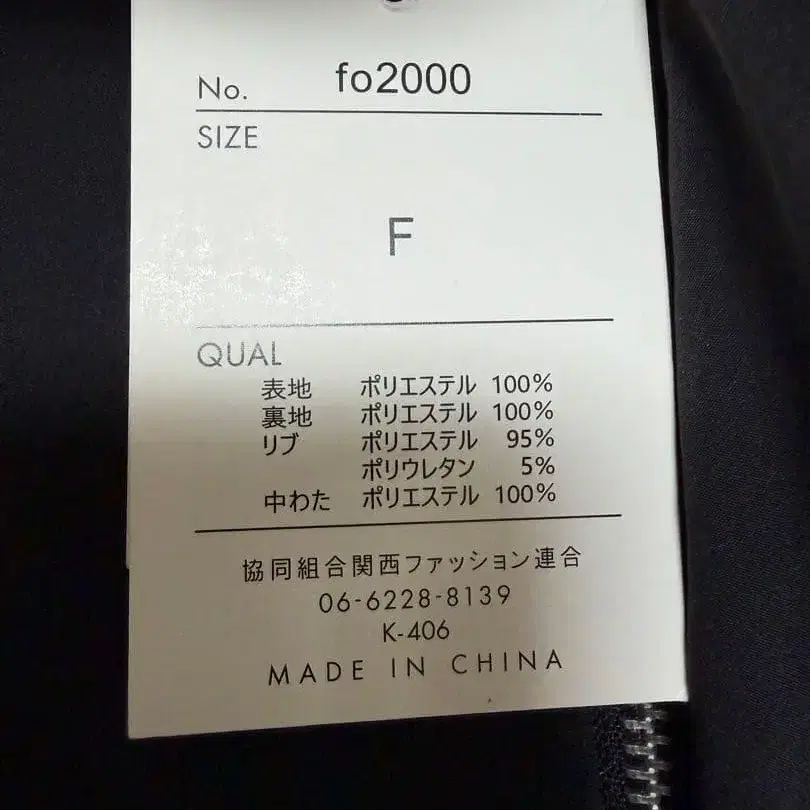 No. fo2000
SIZE
F
QUAL
表地 ポリエステル 100%
裏地 ポリエステル 100%
リブ ポリエステル 95%
ポリウレタン 5%
中わた ポリエステル 100%
協同組合関西ファッション連合
06-6228-8139
K-406
MADE IN CHINA